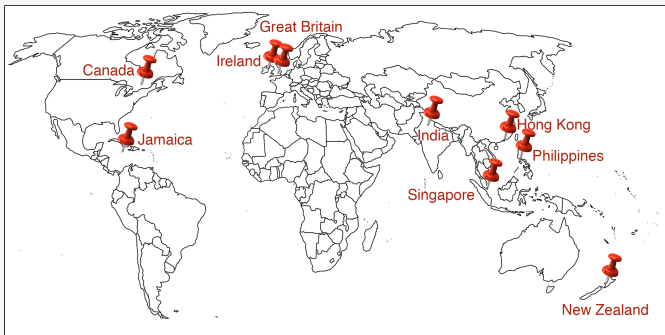 Great Britain
Ireland
Canada
Hong Kong
India
Jamaica
Philippines
Singapore
New Zealand